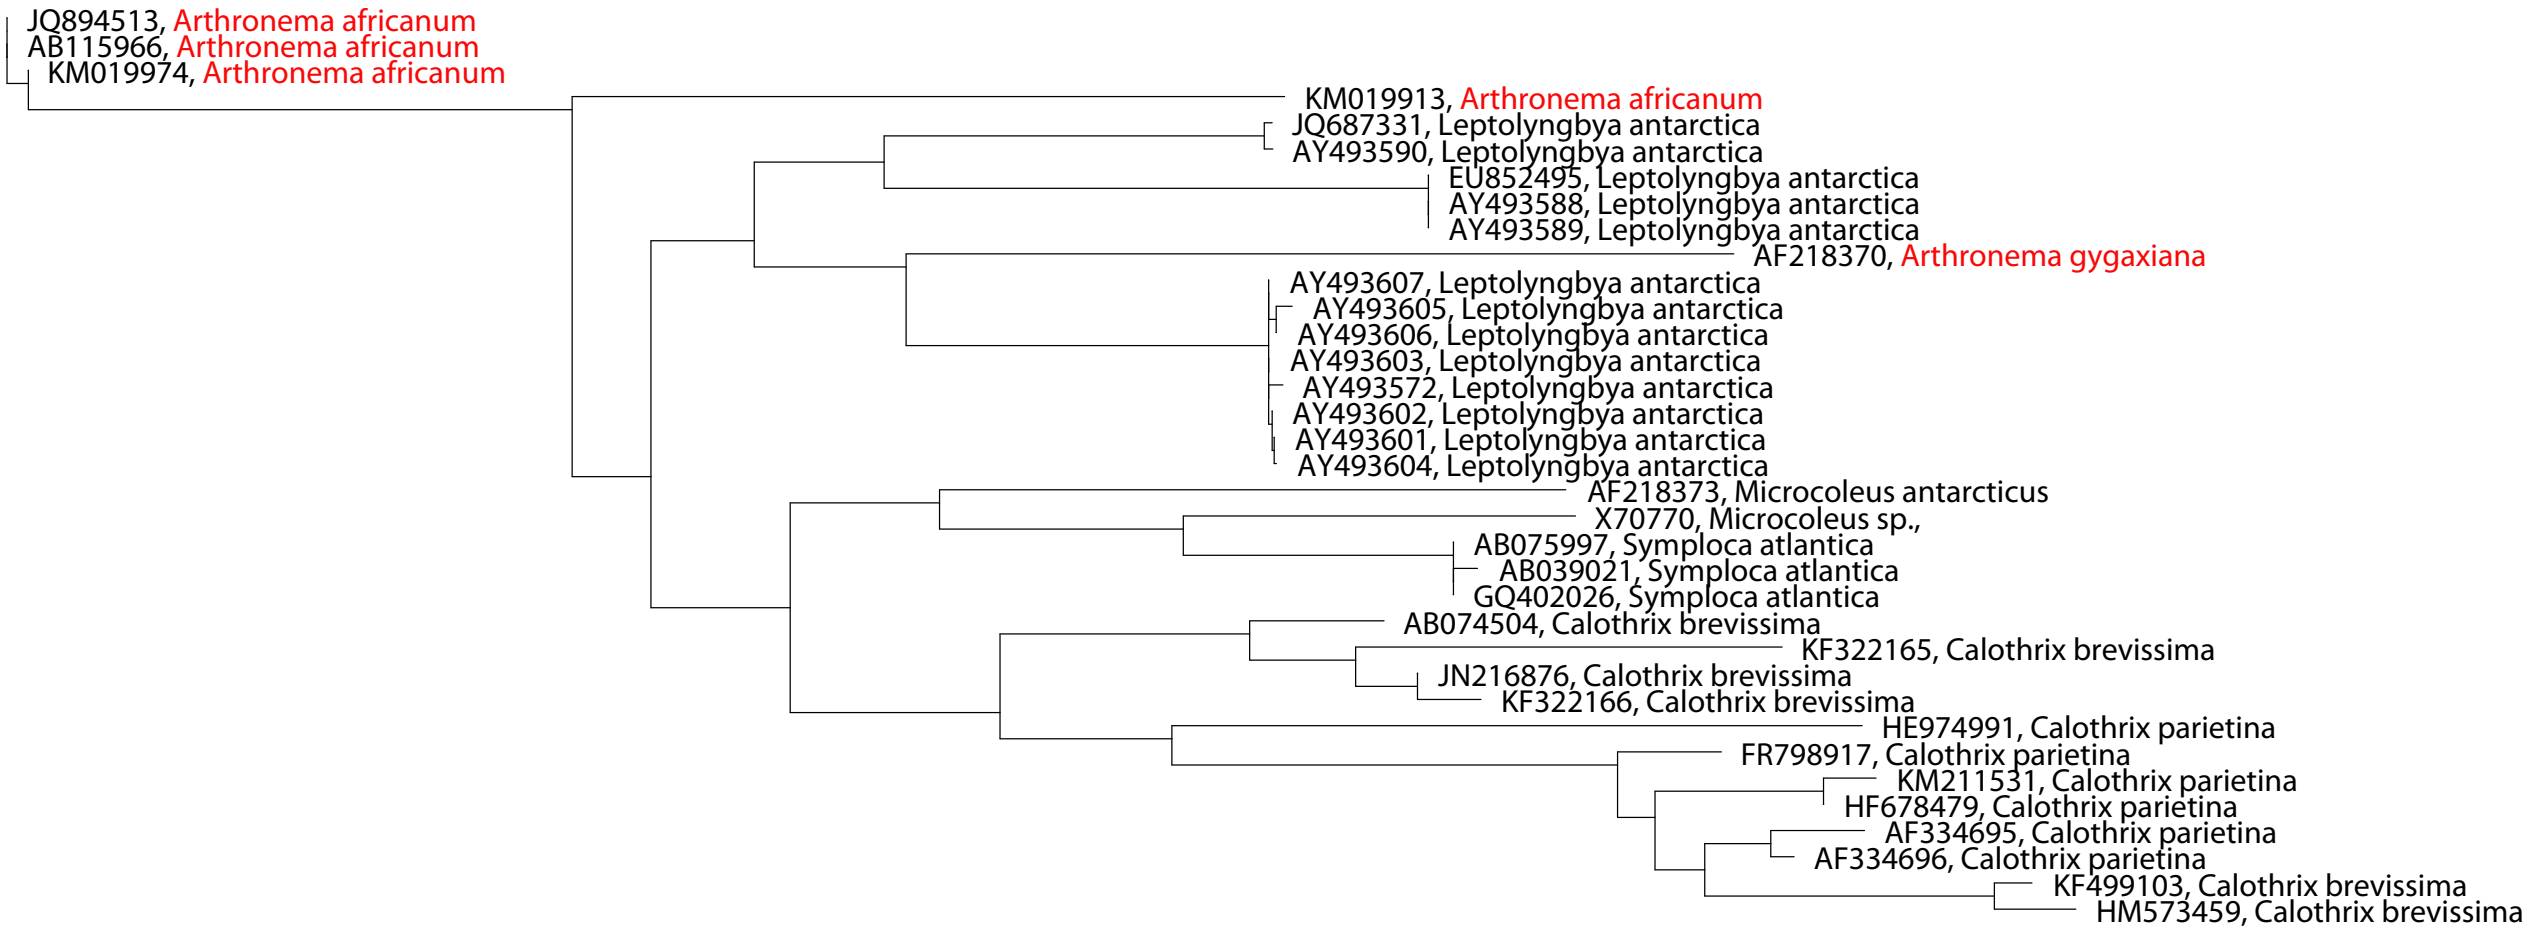 JQ894513, Arthronema africanum
AB115966, Arthronema africanum
KM019974, Arthronema africanum
KM019913, Arthronema africanum
JQ687331, Leptolyngbya antarctica
AY493590, Leptolyngbya antarctica
EU852495, Leptolyngbya antarctica
AY493588, Leptolyngbya antarctica
AY493589, Leptolyngbya antarctica
AF218370, Arthronema gygaxiana
AY493607, Leptolyngbya antarctica
AY493605, Leptolyngbya antarctica
AY493606, Leptolyngbya antarctica
AY493603, Leptolyngbya antarctica
AY493572, Leptolyngbya antarctica
AY493602, Leptolyngbya antarctica
AY493601, Leptolyngbya antarctica
AY493604, Leptolyngbya antarctica
AF218373, Microcoleus antarcticus
X70770, Microcoleus sp.,
AB075997, Symploca atlantica
AB039021, Symploca atlantica
GQ402026, Symploca atlantica
AB074504, Calothrix brevissima
KF322165, Calothrix brevissima
JN216876, Calothrix brevissima
KF322166, Calothrix brevissima
HE974991, Calothrix parietina
FR798917, Calothrix parietina
KM211531, Calothrix parietina
HF678479, Calothrix parietina
AF334695, Calothrix parietina
AF334696, Calothrix parietina
KF499103, Calothrix brevissima
HM573459, Calothrix brevissima